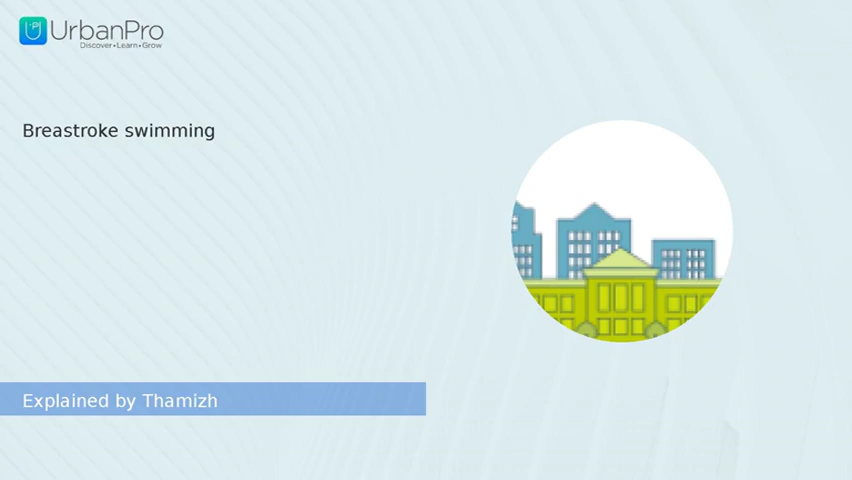 UrbanPro
Discover•Learn•Grow
Breastroke swimming
Explained by Thamizh